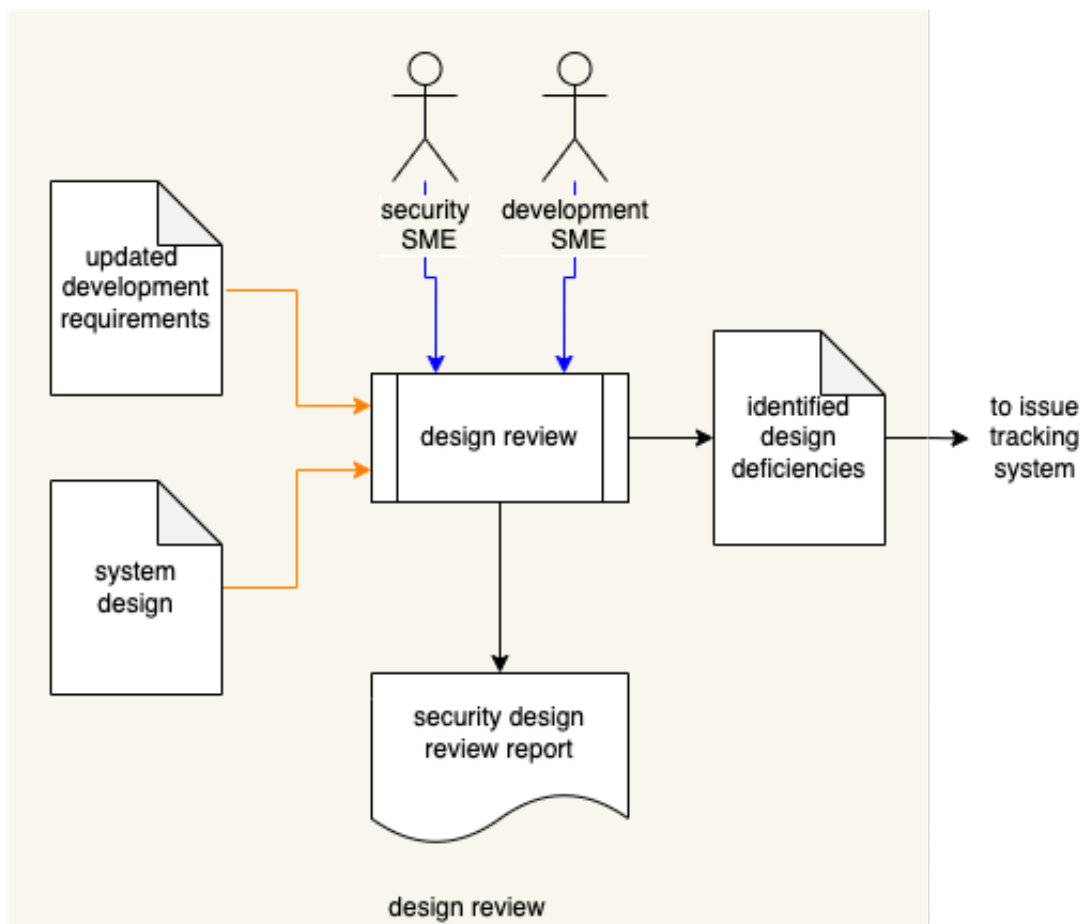 security
SME
development
SME
updated
development
requirements
design review
identified
design
deficiencies
to issue
tracking
system
system
design
security design
review report
design review